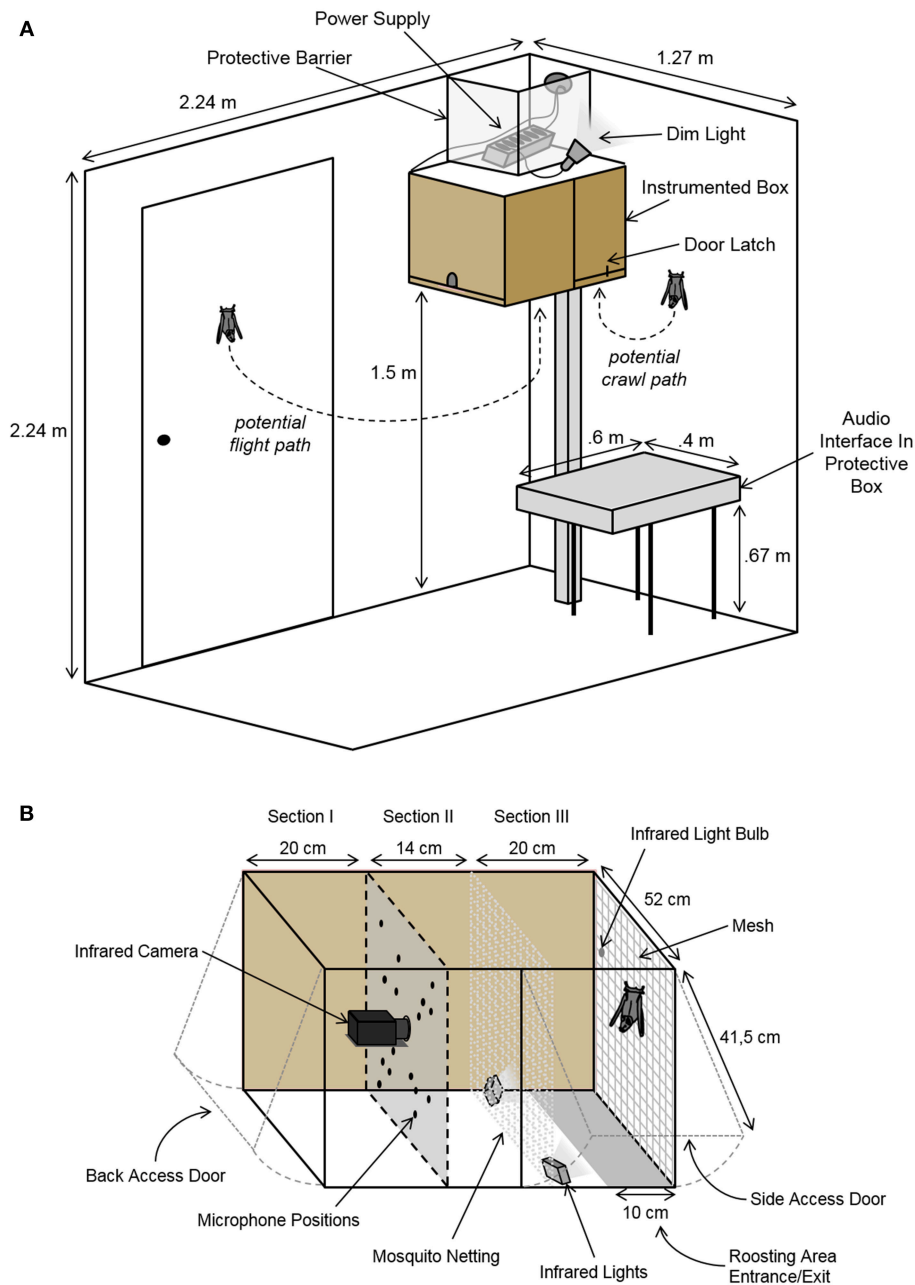 A
Power Supply
Protective Barrier
1.27 m
2.24 m
Dim Light
Instrumented Box
Door Latch
potential
crawl path
1.5 m
potential
flight path
2.24 m
.6 m
.4 m
Audio
Interface In
Protective
Box
.67 m
B
Section I
Section II
Section III
20 cm
14 cm
20 cm
Infrared Light Bulb
52 cm
Mesh
Infrared Camera
41,5 cm
Back Access Door
Side Access Door
Microphone Positions
10 cm
Mosquito Netting
Infrared Lights
Roosting Area
Entrance/Exit